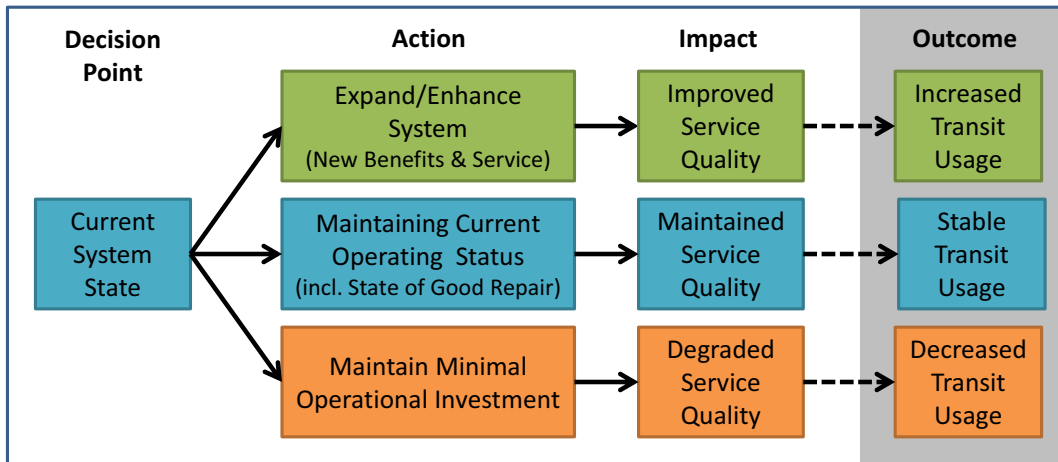 Decision
Point
Action
Impact
Outcome
Expand/Enhance
System
(New Benefits & Service)
Improved
Service
Quality
Increased
Transit
Usage
Current
System
State
Maintaining Current
Operating Status
(incl. State of Good Repair)
Maintained
Service
Quality
Stable
Transit
Usage
Maintain Minimal
Operational Investment
Degraded
Service
Quality
Decreased
Transit
Usage